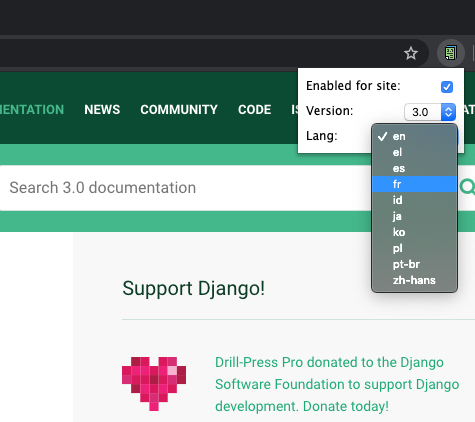 MENTATION NEWS COMMUNITY CODE
Enabled for site:
Version: 3.0
Lang:
✓ en
el
es
fr
id
ja
ko
pl
pt-br
zh-hans
Search 3.0 documentation
Support Django!
Drill-Press Pro donated to the Django
Software Foundation to support Django
development. Donate today!